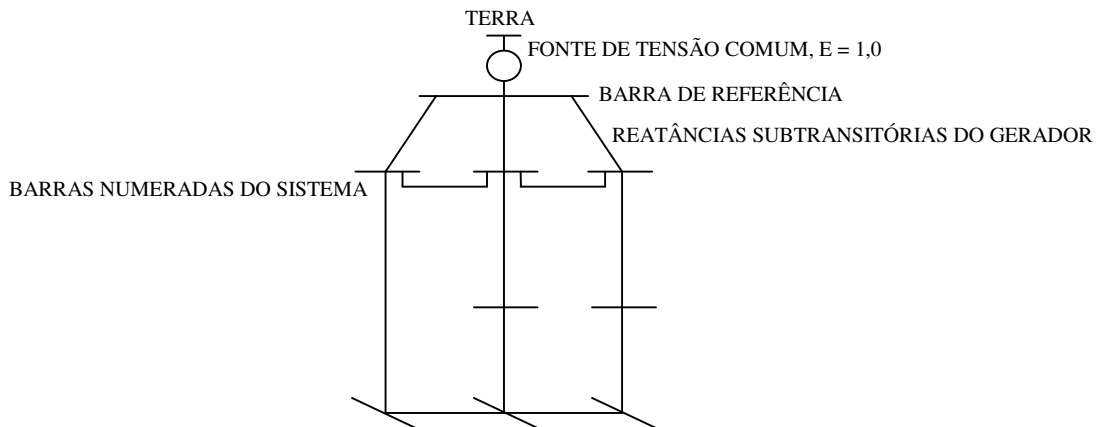 TERRA
FONTE DE TENSÃO COMUM, E = 1,0
BARRA DE REFERÊNCIA
REATÂNCIAS SUBTRANSITÓRIAS DO GERADOR
BARRAS NUMERADAS DO SISTEMA